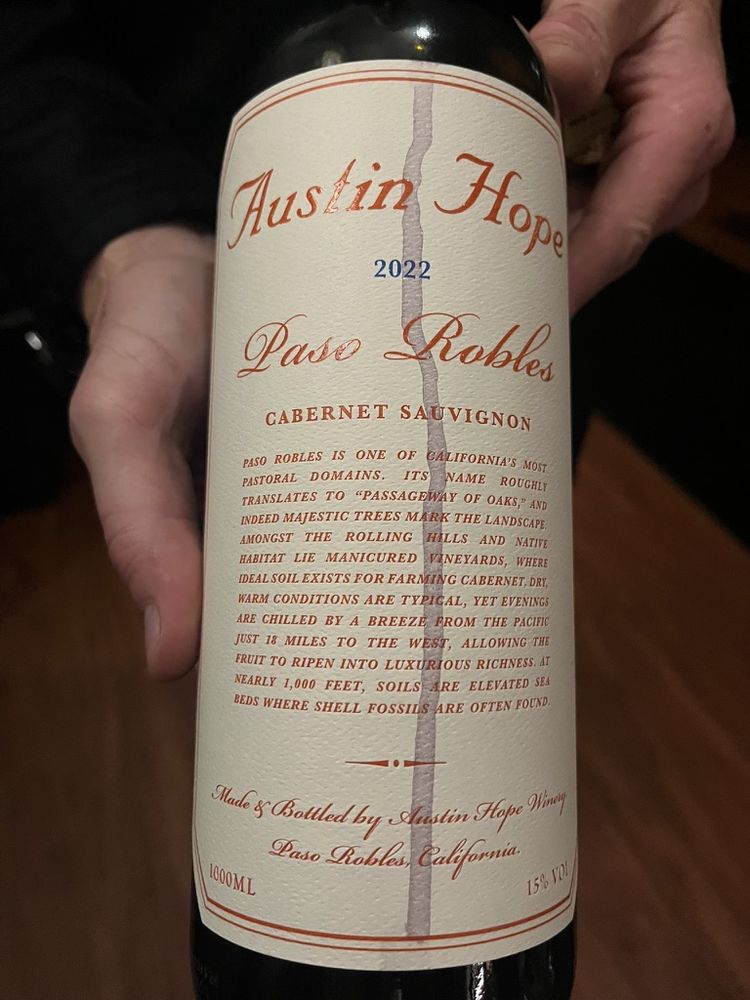 Austin Hope
2022
Paso Robles
CABERNET SAUVIGNON
PASO ROBLES IS ONE OF CALIFORNIA'S MOST
PASTORAL DOMAINS. ITS NAME ROUGHLY
TRANSLATES TO “PASSAGEWAY OF OAKS,” AND
INDEED MAJESTIC TREES MARK THE LANDSCAPE.
AMONGST THE ROLLING HILLS AND NATIVE
HABITAT LIE MANICURED VINEYARDS, WHERE
IDEAL SOIL EXISTS FOR FARMING CABERNET. DRY,
WARM CONDITIONS ARE TYPICAL, YET EVENINGS
ARE CHILLED BY A BREEZE FROM THE PACIFIC
JUST 18 MILES TO THE WEST, ALLOWING THE
FRUIT TO RIPEN INTO LUXURIOUS RICHNESS. AT
NEARLY 1,000 FEET, SOILS ARE ELEVATED SEA
BEDS WHERE SHELL FOSSILS ARE OFTEN FOUND.
Made & Bottled by Austin Hope Winery
Paso Robles, California.
1000ML 15% VOL